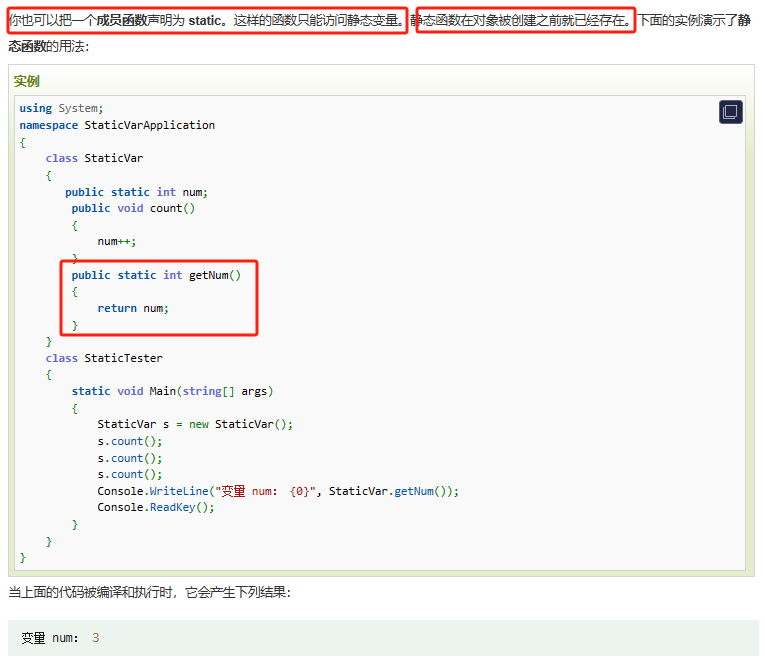 你也可以把一个成员函数声明为 static。这样的函数只能访问静态变量。静态函数在对象被创建之前就已经存在。下面的实例演示了静
态函数的用法：
实例
using System;
namespace StaticVarApplication
{
    class StaticVar
    {
       public static int num;
        public void count()
        {
            num++;
        }
        public static int getNum()
        {
            return num;
        }
    }
    class StaticTester
    {
        static void Main(string[] args)
        {
            StaticVar s = new StaticVar();
            s.count();
            s.count();
            s.count();
            Console.WriteLine("变量 num： {0}", StaticVar.getNum());
            Console.ReadKey();
        }
    }
}
当上面的代码被编译和执行时，它会产生下列结果：
变量 num： 3